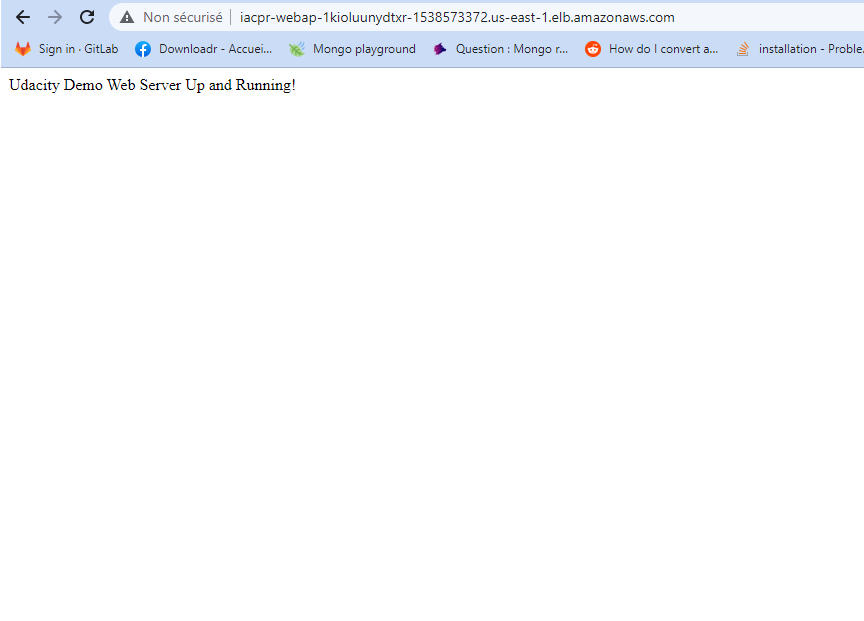 Non sécurisé iacpr-webap-1kioluunydtxr-1538573372.us-east-1.elb.amazonaws.com
Sign in · GitLab Downloadr - Accuei... Mongo playground Question : Mongo r... How do I convert a... installation - Proble.
Udacity Demo Web Server Up and Running!